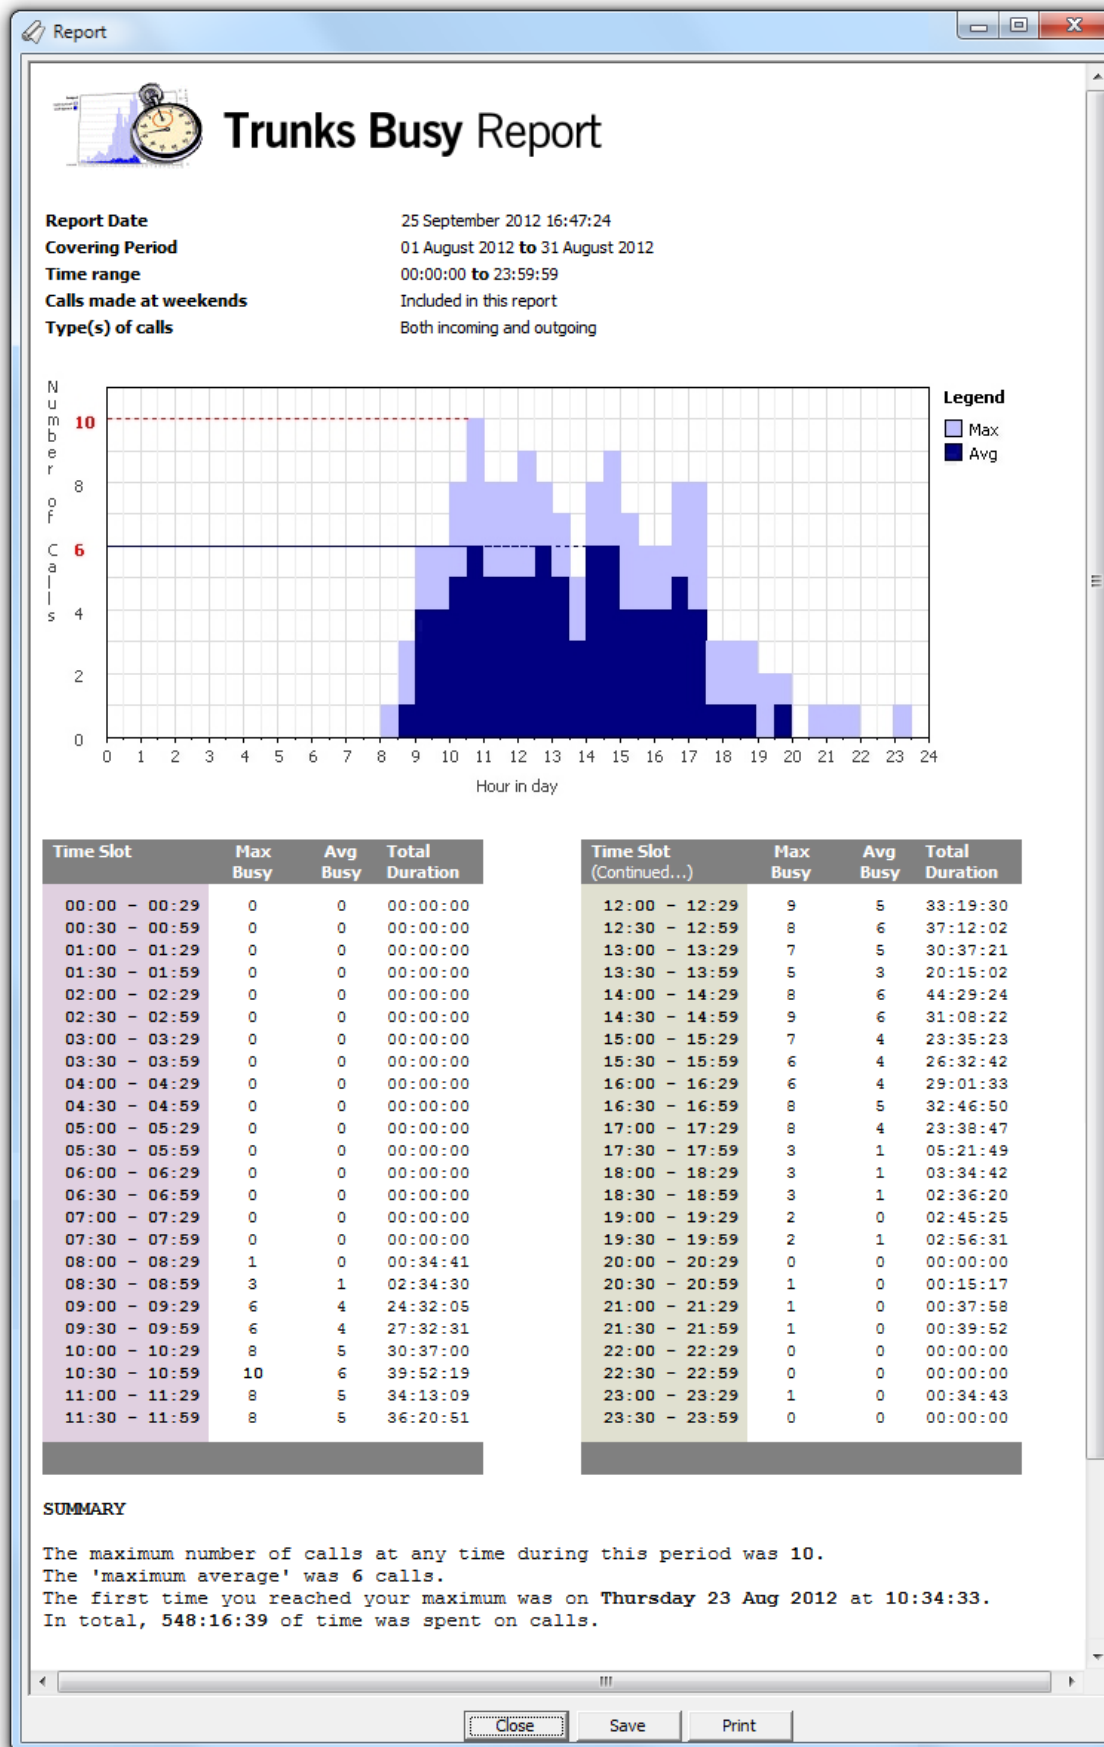 Report
Trunks Busy Report
Report Date 25 September 2012 16:47:24
Covering Period 01 August 2012 to 31 August 2012
Time range 00:00:00 to 23:59:59
Calls made at weekends Included in this report
Type(s) of calls Both incoming and outgoing
Number of Calls
10
8
6
4
2
0
0 1 2 3 4 5 6 7 8 9 10 11 12 13 14 15 16 17 18 19 20 21 22 23 24
Hour in day
Legend
Max
Avg
Time Slot Max Busy Avg Busy Total Duration
00:00 - 00:29 0 0 00:00:00
00:30 - 00:59 0 0 00:00:00
01:00 - 01:29 0 0 00:00:00
01:30 - 01:59 0 0 00:00:00
02:00 - 02:29 0 0 00:00:00
02:30 - 02:59 0 0 00:00:00
03:00 - 03:29 0 0 00:00:00
03:30 - 03:59 0 0 00:00:00
04:00 - 04:29 0 0 00:00:00
04:30 - 04:59 0 0 00:00:00
05:00 - 05:29 0 0 00:00:00
05:30 - 05:59 0 0 00:00:00
06:00 - 06:29 0 0 00:00:00
06:30 - 06:59 0 0 00:00:00
07:00 - 07:29 0 0 00:00:00
07:30 - 07:59 0 0 00:00:00
08:00 - 08:29 1 0 00:34:41
08:30 - 08:59 3 1 02:34:30
09:00 - 09:29 6 4 24:32:05
09:30 - 09:59 6 4 27:32:31
10:00 - 10:29 8 5 30:37:00
10:30 - 10:59 10 6 39:52:19
11:00 - 11:29 8 5 34:13:09
11:30 - 11:59 8 5 36:20:51
Time Slot (Continued...) Max Busy Avg Busy Total Duration
12:00 - 12:29 9 5 33:19:30
12:30 - 12:59 8 6 37:12:02
13:00 - 13:29 7 5 30:37:21
13:30 - 13:59 5 3 20:15:02
14:00 - 14:29 8 6 44:29:24
14:30 - 14:59 9 6 31:08:22
15:00 - 15:29 7 4 23:35:23
15:30 - 15:59 6 4 26:32:42
16:00 - 16:29 6 4 29:01:33
16:30 - 16:59 8 5 32:46:50
17:00 - 17:29 8 4 23:38:47
17:30 - 17:59 3 1 05:21:49
18:00 - 18:29 3 1 03:34:42
18:30 - 18:59 3 1 02:36:20
19:00 - 19:29 2 0 02:45:25
19:30 - 19:59 2 1 02:56:31
20:00 - 20:29 0 0 00:00:00
20:30 - 20:59 1 0 00:15:17
21:00 - 21:29 1 0 00:37:58
21:30 - 21:59 1 0 00:39:52
22:00 - 22:29 0 0 00:00:00
22:30 - 22:59 0 0 00:00:00
23:00 - 23:29 1 0 00:34:43
23:30 - 23:59 0 0 00:00:00
SUMMARY
The maximum number of calls at any time during this period was 10.
The 'maximum average' was 6 calls.
The first time you reached your maximum was on Thursday 23 Aug 2012 at 10:34:33.
In total, 548:16:39 of time was spent on calls.
Close Save Print